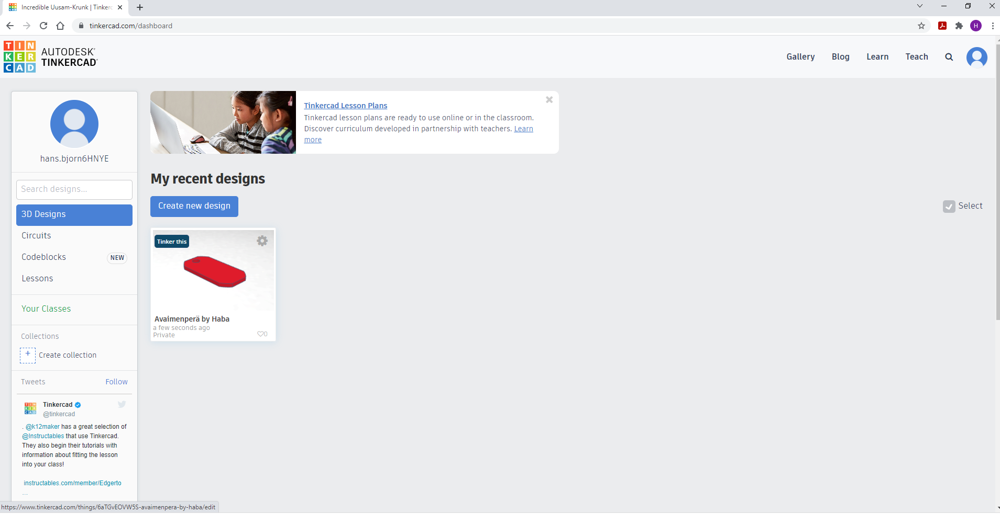 Incredible Uusam-Krunk | Tinkerc
tinkercad.com/dashboard
H
TIN
KER
CAD
AUTODESK®
TINKERCAD®
Gallery Blog Learn Teach
hans.bjorn6HNYE
Search designs...
3D Designs
Circuits
Codeblocks NEW
Lessons
Your Classes
Collections
+ Create collection
Tweets Follow
TIN
KER
CAD
Tinkercad
@tinkercad
. @k12maker has a great selection of
@Instructables that use Tinkercad.
They also begin their tutorials with
information about fitting the lesson
into your class!
instructables.com/member/Edgerto
...
Tinkercad Lesson Plans
Tinkercad lesson plans are ready to use online or in the classroom.
Discover curriculum developed in partnership with teachers. Learn
more
My recent designs
Create new design
Select
Tinker this
Avaimenperä by Haba
a few seconds ago
Private
0
https://www.tinkercad.com/things/6aTGvEOVW5S-avaimenpera-by-haba/edit